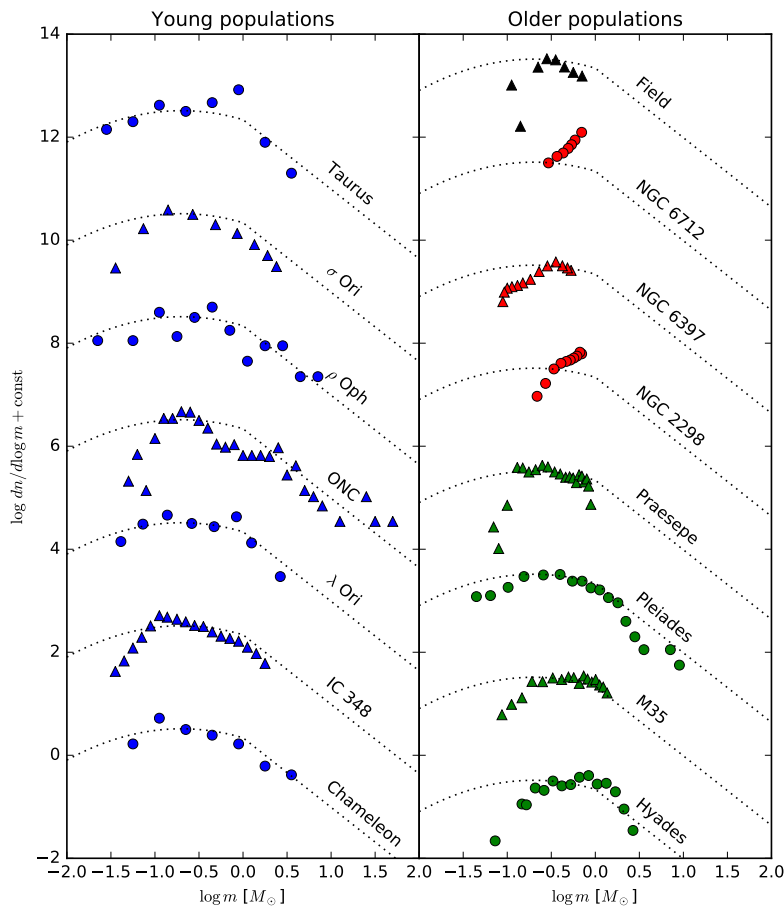 Young populations
Older populations
log dn/dlog m + const
14
12
10
8
6
4
2
0
−2
Taurus
σ Ori
ρ Oph
ONC
λ Ori
IC 348
Chameleon
Field
NGC 6712
NGC 6397
NGC 2298
Praesepe
Pleiades
M35
Hyades
−2.0 −1.5 −1.0 −0.5 0.0 0.5 1.0 1.5 2.0
−1.5 −1.0 −0.5 0.0 0.5 1.0 1.5 2.0
log m [M⊙]
log m [M⊙]